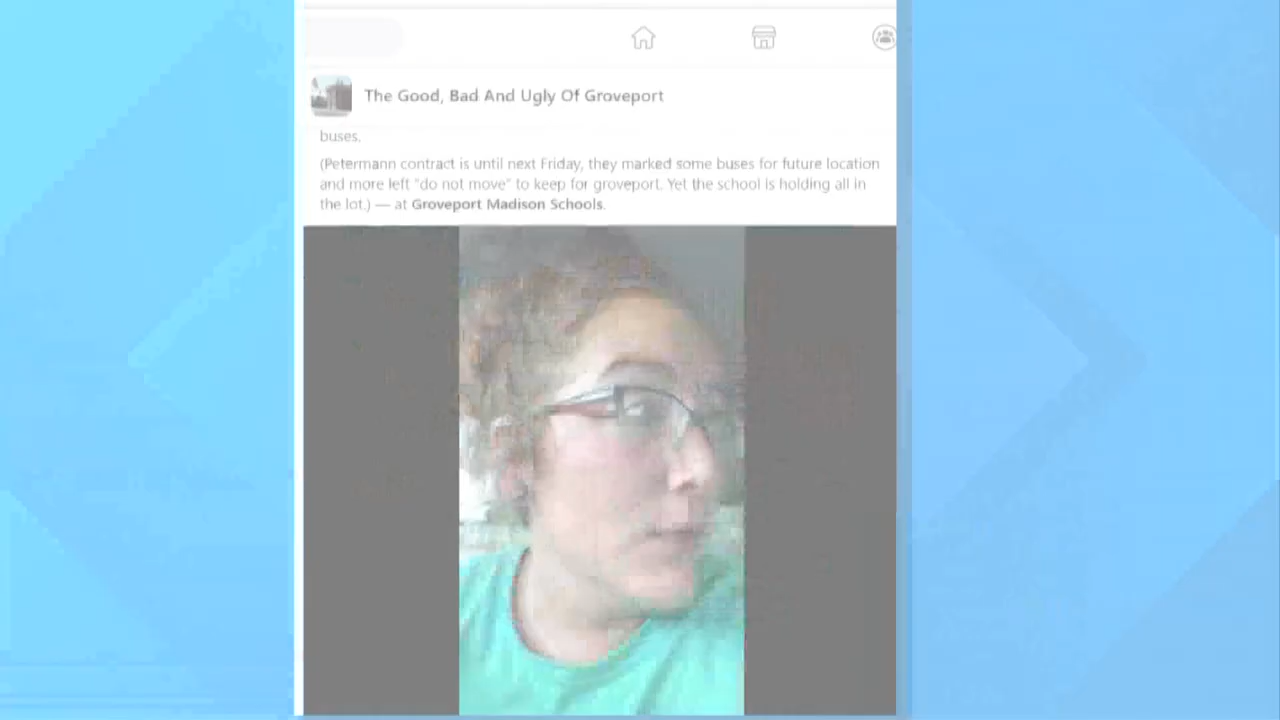 The Good, Bad And Ugly Of Groveport
buses.
(Petermann contract is until next Friday, they marked some buses for future location
and more left "do not move" to keep for groveport. Yet the school is holding all in
the lot.) — at Groveport Madison Schools.